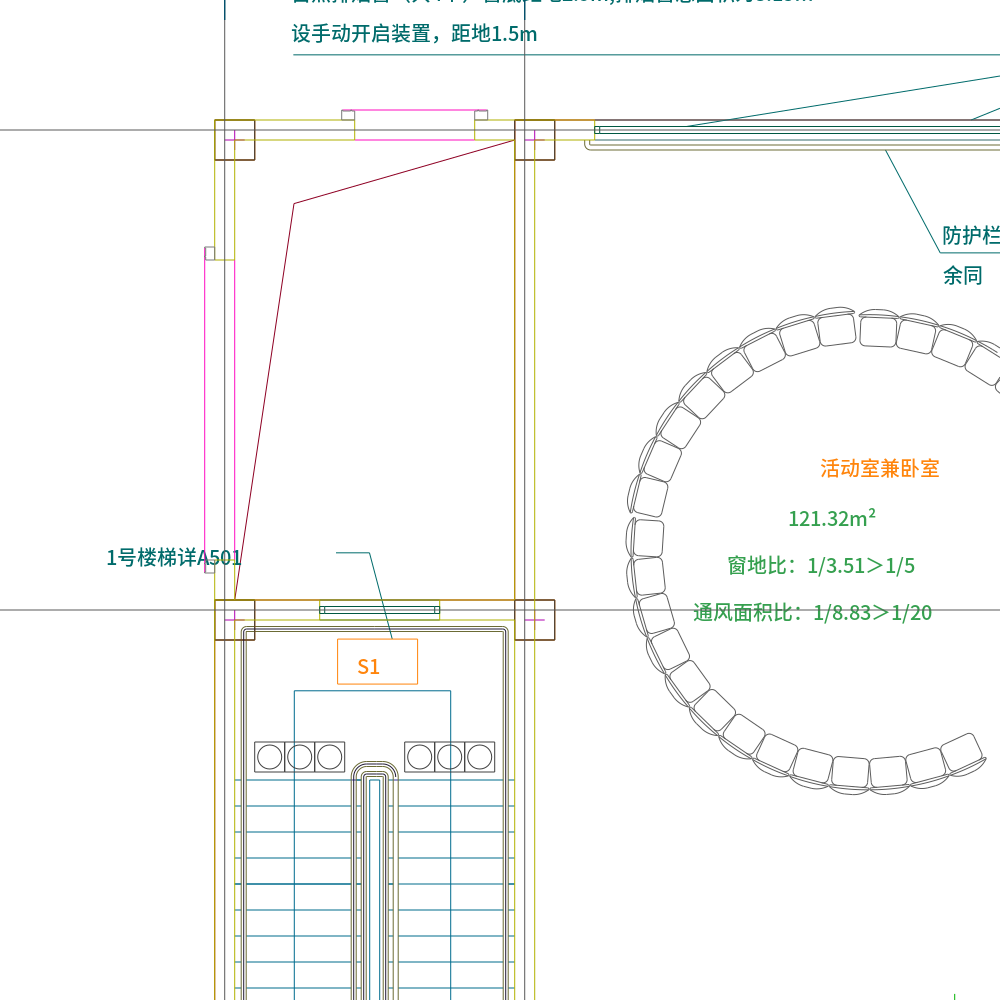 设手动开启装置，距地1.5m
防护栏
余同
活动室兼卧室
121.32m²
窗地比：1/3.51＞1/5
通风面积比：1/8.83＞1/20
1号楼梯详A501
S1